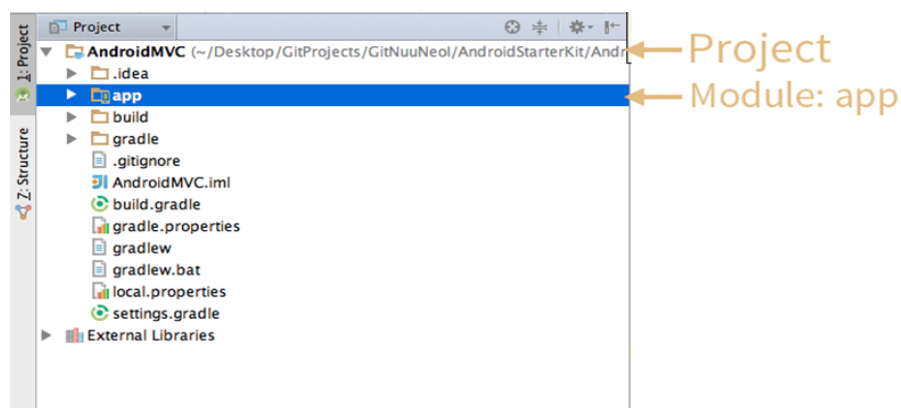 Project
AndroidMVC (~/Desktop/GitProjects/GitNuuNeol/AndroidStarterKit/Andr
Project
.idea
app
Module: app
build
gradle
.gitignore
AndroidMVC.iml
build.gradle
gradle.properties
gradlew
gradlew.bat
local.properties
settings.gradle
External Libraries
1: Project
Z: Structure